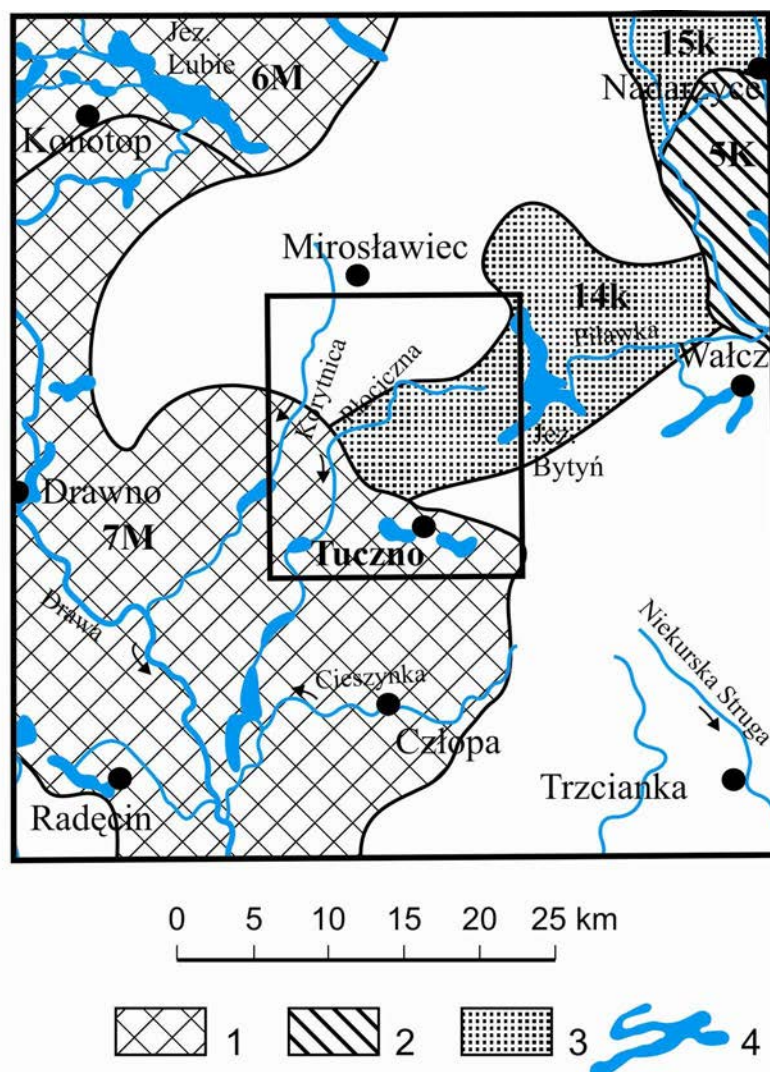 Jez.
Lubie
6M
15k
Nadarzyce
Konotop
5K
Mirosławiec
14k
Piławka
Wałcz
Korytnica
Płociczna
Jez.
Bytyń
Drawno
7M
Tuczno
Drawa
Niekurska Struga
Cieszynka
Człopa
Trzcianka
Radęcin
0 5 10 15 20 25 km
1 2 3 4